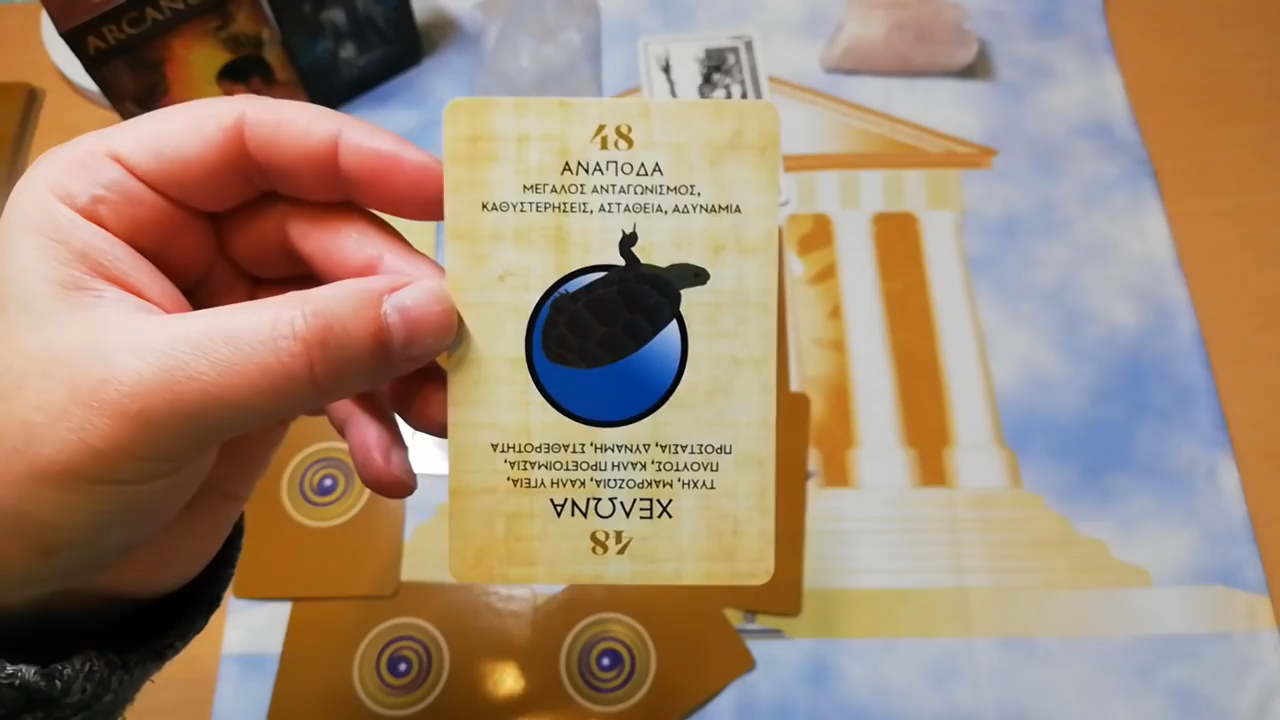 ARCAN
48
ΑΝΑΠΟΔΑ
ΜΕΓΑΛΟΣ ΑΝΤΑΓΩΝΙΣΜΟΣ,
ΚΑΘΥΣΤΕΡΗΣΕΙΣ, ΑΣΤΑΘΕΙΑ, ΑΔΥΝΑΜΙΑ
48
ΧΕΛΩΝΑ
ΤΥΧΗ, ΜΑΚΡΟΖΩΙΑ, ΚΑΛΗ ΥΓΕΙΑ,
ΠΛΟΥΤΟΣ, ΚΑΛΗ ΠΡΟΕΤΟΙΜΑΣΙΑ,
ΠΡΟΣΤΑΣΙΑ, ΔΥΝΑΜΗ, ΣΤΑΘΕΡΟΤΗΤΑ